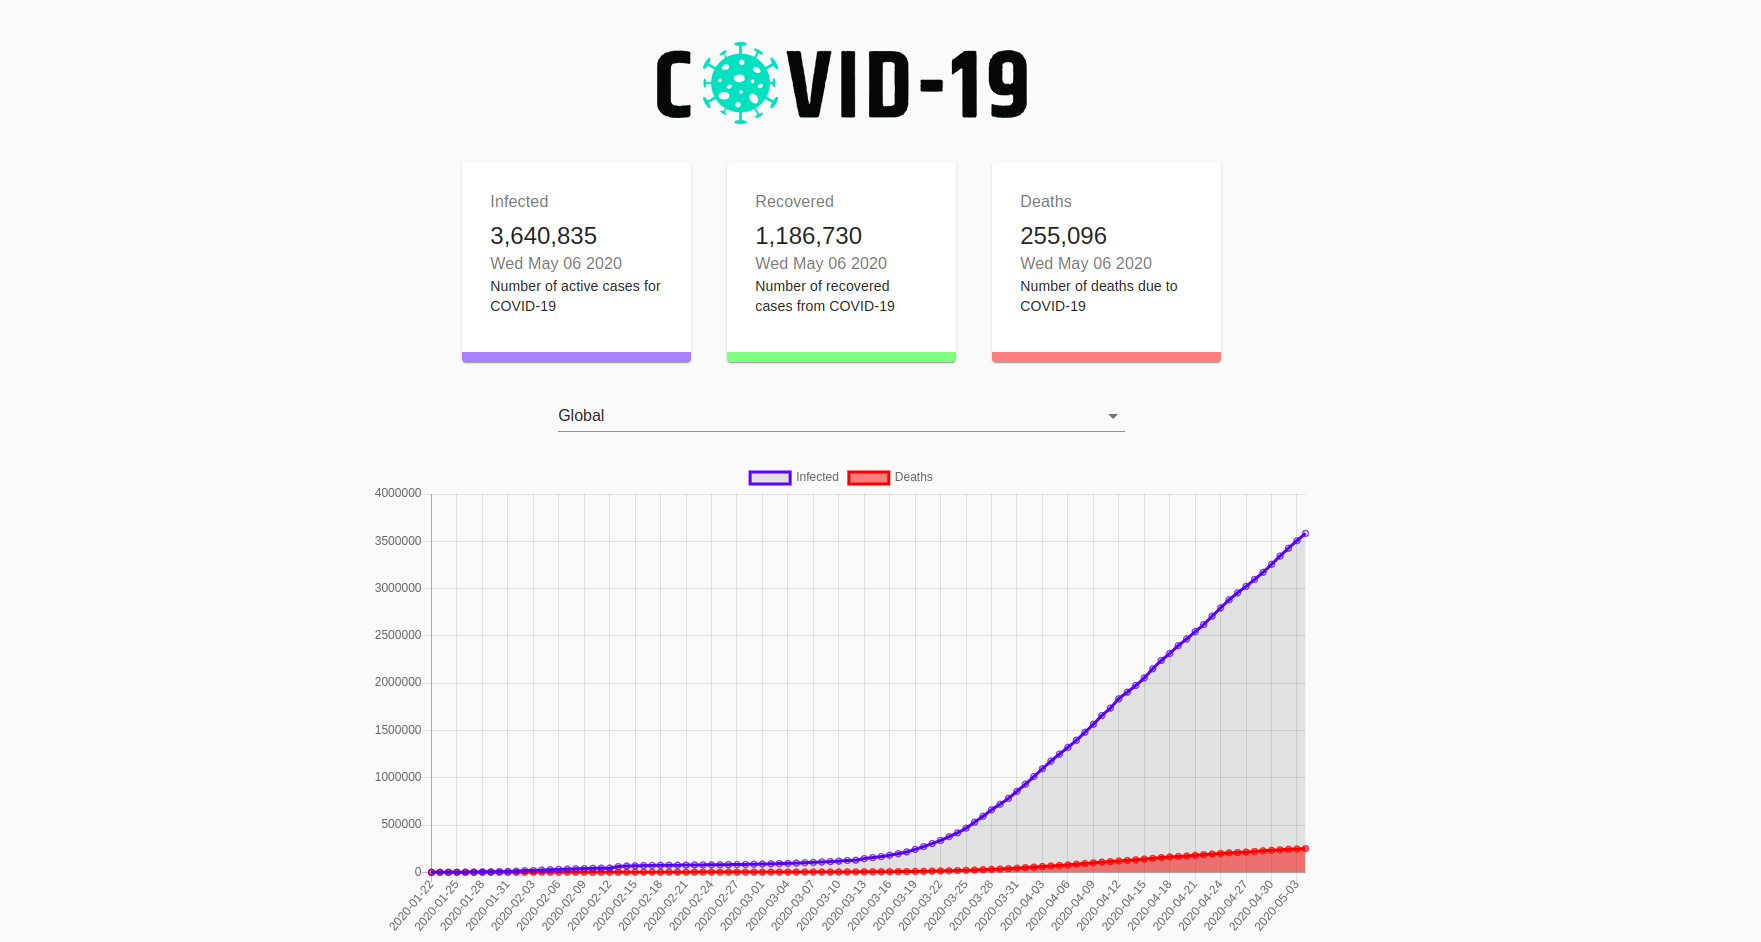 COVID-19
Infected
3,640,835
Wed May 06 2020
Number of active cases for
COVID-19
Recovered
1,186,730
Wed May 06 2020
Number of recovered
cases from COVID-19
Deaths
255,096
Wed May 06 2020
Number of deaths due to
COVID-19
Global
Infected
Deaths
4000000
3500000
3000000
2500000
2000000
1500000
1000000
500000
0
2020-01-22
2020-01-25
2020-01-28
2020-01-31
2020-02-03
2020-02-06
2020-02-09
2020-02-12
2020-02-15
2020-02-18
2020-02-21
2020-02-24
2020-02-27
2020-03-01
2020-03-04
2020-03-07
2020-03-10
2020-03-13
2020-03-16
2020-03-19
2020-03-22
2020-03-25
2020-03-28
2020-03-31
2020-04-03
2020-04-06
2020-04-09
2020-04-12
2020-04-15
2020-04-18
2020-04-21
2020-04-24
2020-04-27
2020-04-30
2020-05-03